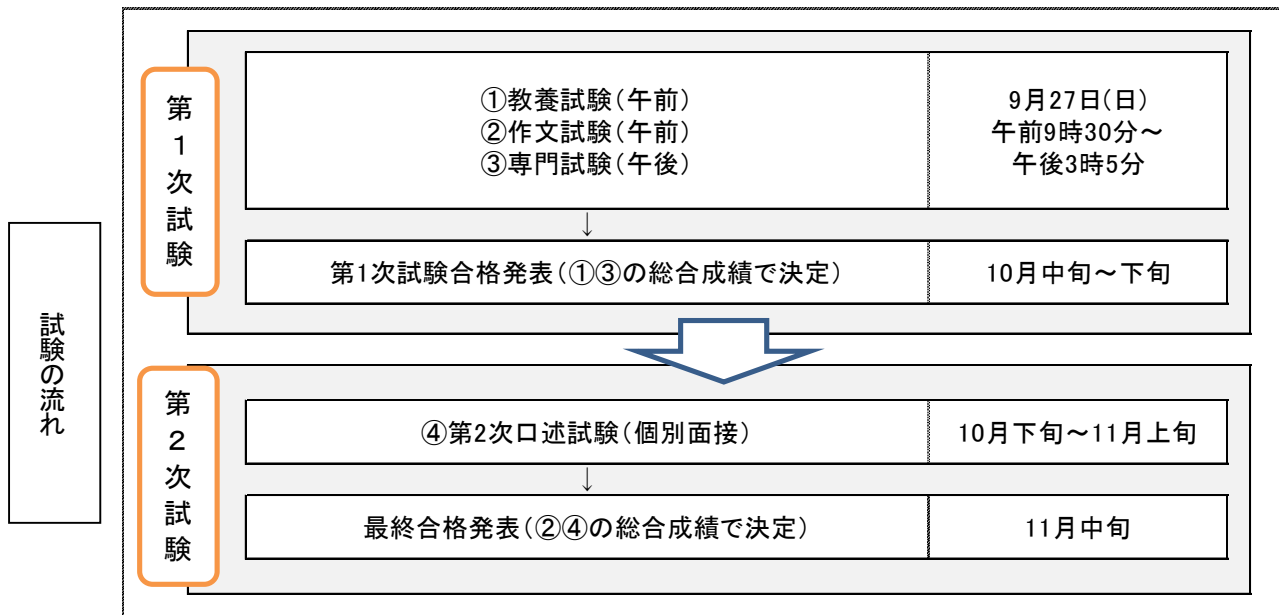 試験の流れ
第1次試験
①教養試験(午前)
②作文試験(午前)
③専門試験(午後)
9月27日(日)
午前9時30分～
午後3時5分
↓
第1次試験合格発表(①③の総合成績で決定)
10月中旬～下旬
第2次試験
④第2次口述試験(個別面接)
10月下旬～11月上旬
↓
最終合格発表(②④の総合成績で決定)
11月中旬